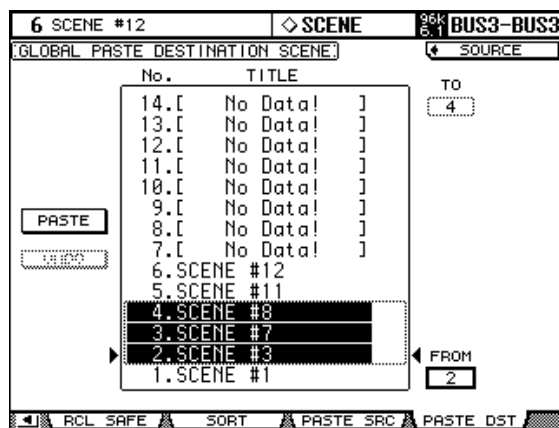 6 SCENE #12 ◇SCENE 96k 6.1 BUS3-BUS3
GLOBAL PASTE DESTINATION SCENE
SOURCE
No. TITLE
TO
4
14.[ No Data! ]
13.[ No Data! ]
12.[ No Data! ]
11.[ No Data! ]
10.[ No Data! ]
9.[ No Data! ]
8.[ No Data! ]
7.[ No Data! ]
6.SCENE #12
5.SCENE #11
4.SCENE #8
3.SCENE #7
2.SCENE #3
1.SCENE #1
PASTE
UNDO
FROM
2
RCL SAFE SORT PASTE SRC PASTE DST